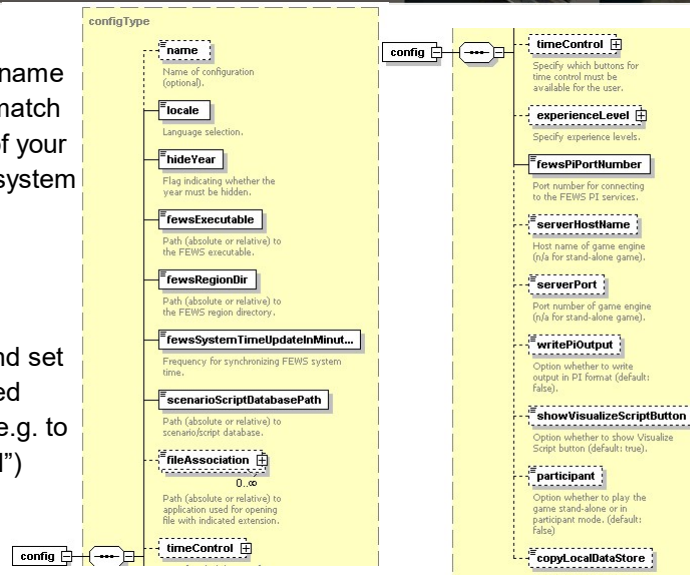 name
match
of your
system
nd set
ed
e.g. to
l")
configType
name
Name of configuration
(optional).
locale
Language selection.
hideYear
Flag indicating whether the
year must be hidden.
fewsExecutable
Path (absolute or relative) to
the FEWS executable.
fewsRegionDir
Path (absolute or relative) to
the FEWS region directory.
fewsSystemTimeUpdateInMinut...
Frequency for synchronizing FEWS system
time.
scenarioScriptDatabasePath
Path (absolute or relative) to
scenario/script database.
fileAssociation
0..∞
Path (absolute or relative) to
application used for opening
file with indicated extension.
config
timeControl
config
timeControl
Specify which buttons for
time control must be
available for the user.
experienceLevel
Specify experience levels.
fewsPiPortNumber
Port number for connecting
to the FEWS PI services.
serverHostName
Host name of game engine
(n/a for stand-alone game).
serverPort
Port number of game engine
(n/a for stand-alone game).
writePiOutput
Option whether to write
output in PI format (default:
false).
showVisualizeScriptButton
Option whether to show Visualize
Script button (default: true).
participant
Option whether to play the
game stand-alone or in
participant mode. (default:
false)
copyLocalDataStore